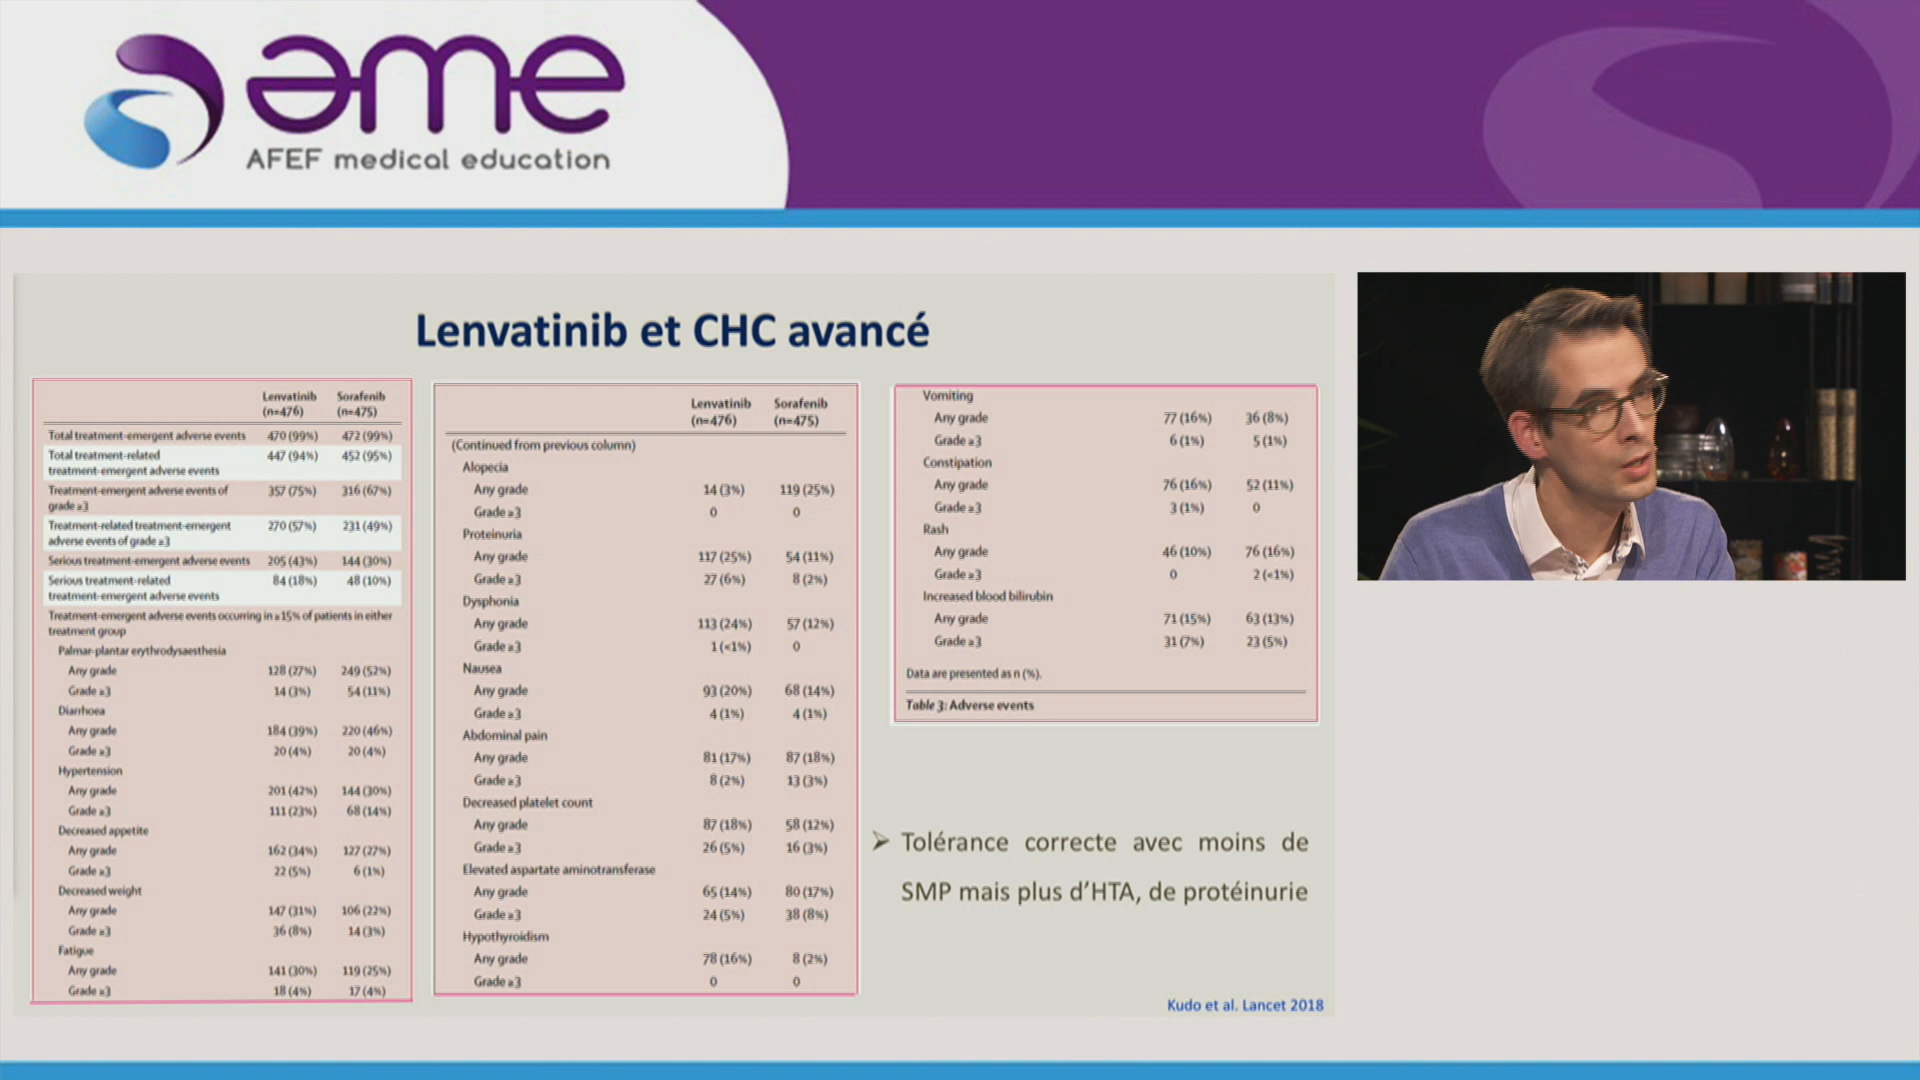 ame
AFEF medical education
Lenvatinib et CHC avancé
Lenvatinib Sorafenib
(n=476) (n=475)
Total treatment-emergent adverse events 470 (99%) 472 (99%)
Total treatment-related 447 (94%) 452 (95%)
treatment-emergent adverse events
Treatment-emergent adverse events of 357 (75%) 316 (67%)
grade ≥3
Treatment-related treatment-emergent 270 (57%) 231 (49%)
adverse events of grade ≥3
Serious treatment-emergent adverse events 205 (43%) 144 (30%)
Serious treatment-related 84 (18%) 48 (10%)
treatment-emergent adverse events
Treatment-emergent adverse events occurring in ≥15% of patients in either
treatment group
Palmar-plantar erythrodysaesthesia
Any grade 128 (27%) 249 (52%)
Grade ≥3 14 (3%) 54 (11%)
Diarrhoea
Any grade 184 (39%) 220 (46%)
Grade ≥3 20 (4%) 20 (4%)
Hypertension
Any grade 201 (42%) 144 (30%)
Grade ≥3 111 (23%) 68 (14%)
Decreased appetite
Any grade 162 (34%) 127 (27%)
Grade ≥3 22 (5%) 6 (1%)
Decreased weight
Any grade 147 (31%) 106 (22%)
Grade ≥3 36 (8%) 14 (3%)
Fatigue
Any grade 141 (30%) 119 (25%)
Grade ≥3 18 (4%) 17 (4%)
Lenvatinib Sorafenib
(n=476) (n=475)
(Continued from previous column)
Alopecia
Any grade 14 (3%) 119 (25%)
Grade ≥3 0 0
Proteinuria
Any grade 117 (25%) 54 (11%)
Grade ≥3 27 (6%) 8 (2%)
Dysphonia
Any grade 113 (24%) 57 (12%)
Grade ≥3 1 (<1%) 0
Nausea
Any grade 93 (20%) 68 (14%)
Grade ≥3 4 (1%) 4 (1%)
Abdominal pain
Any grade 81 (17%) 87 (18%)
Grade ≥3 8 (2%) 13 (3%)
Decreased platelet count
Any grade 87 (18%) 58 (12%)
Grade ≥3 26 (5%) 16 (3%)
Elevated aspartate aminotransferase
Any grade 65 (14%) 80 (17%)
Grade ≥3 24 (5%) 38 (8%)
Hypothyroidism
Any grade 78 (16%) 8 (2%)
Grade ≥3 0 0
Vomiting
Any grade 77 (16%) 36 (8%)
Grade ≥3 6 (1%) 5 (1%)
Constipation
Any grade 76 (16%) 52 (11%)
Grade ≥3 3 (1%) 0
Rash
Any grade 46 (10%) 76 (16%)
Grade ≥3 0 2 (<1%)
Increased blood bilirubin
Any grade 71 (15%) 63 (13%)
Grade ≥3 31 (7%) 23 (5%)
Data are presented as n (%).
Table 3: Adverse events
➢ Tolérance correcte avec moins de
SMP mais plus d’HTA, de protéinurie
Kudo et al. Lancet 2018